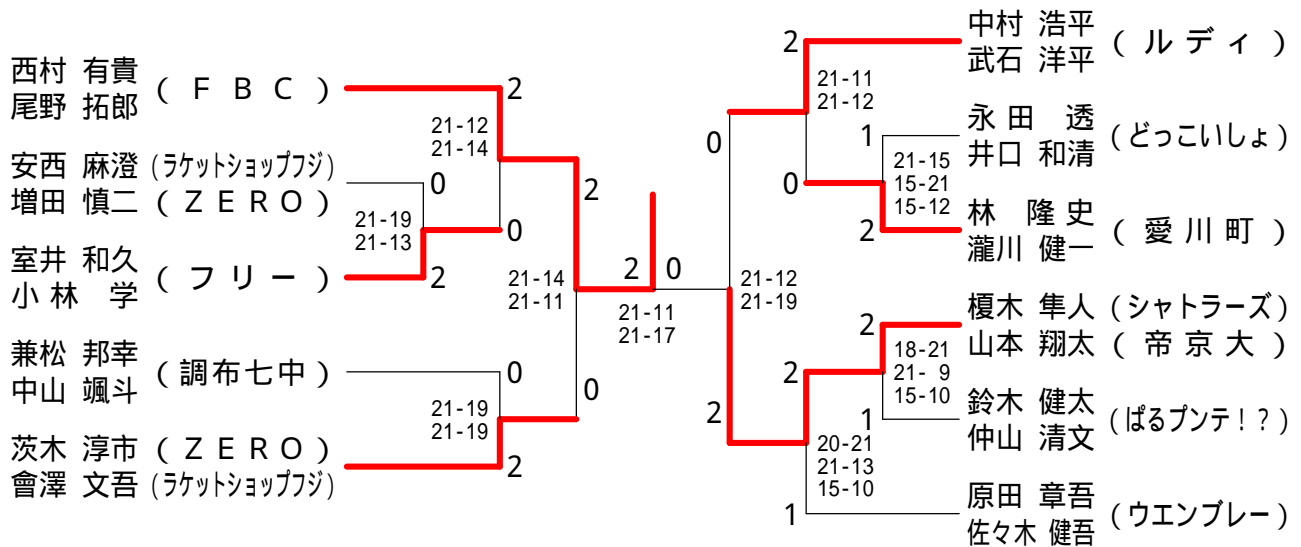 西村 有貴 (ＦＢＣ)
尾野 拓郎
2
21-12
21-14
安西 麻澄 (ラケットショップフジ)
増田 慎二 (ＺＥＲＯ)
0
21-19
21-13
0
室井 和久 (フリー)
小林 学
2
2
21-14
21-11
兼松 邦幸 (調布七中)
中山 颯斗
0
21-19
21-19
0
茨木 淳市 (ＺＥＲＯ)
會澤 文吾 (ラケットショップフジ)
2
2
0
21-11
21-17
中村 浩平 (ルディ)
武石 洋平
2
21-11
21-12
0
永田 透 (どっこいしょ)
井口 和清
1
21-15
15-21
15-12
0
林 隆史 (愛川町)
瀧川 健一
2
21-12
21-19
榎木 隼人 (シャトラーズ)
山本 翔太 (帝京大)
2
18-21
21- 9
15-10
2
鈴木 健太 (ぱるプンテ！？)
仲山 清文
1
2
20-21
21-13
15-10
原田 章吾 (ウエンブレー)
佐々木 健吾
1